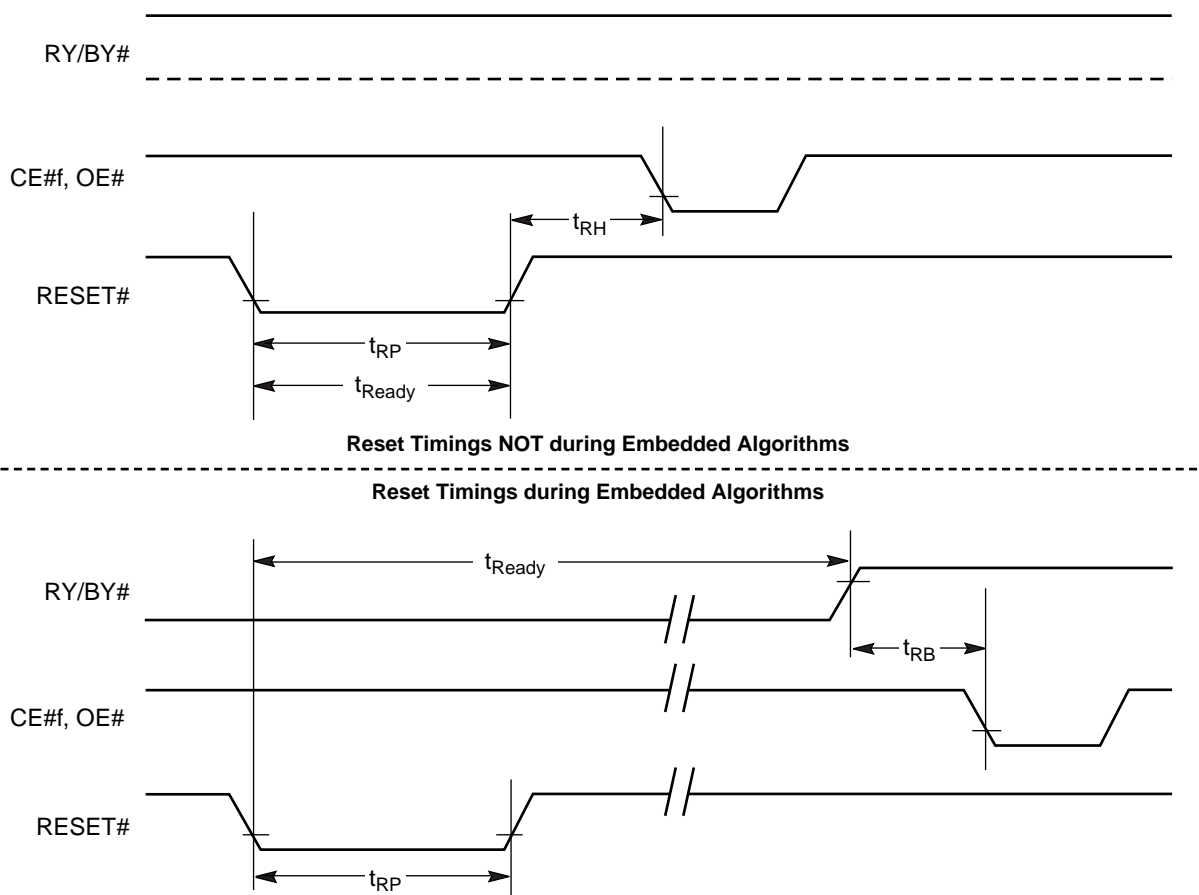 RY/BY#
CE#f, OE#
tRH
RESET#
tRP
tReady
Reset Timings NOT during Embedded Algorithms
Reset Timings during Embedded Algorithms
tReady
RY/BY#
tRB
CE#f, OE#
RESET#
tRP